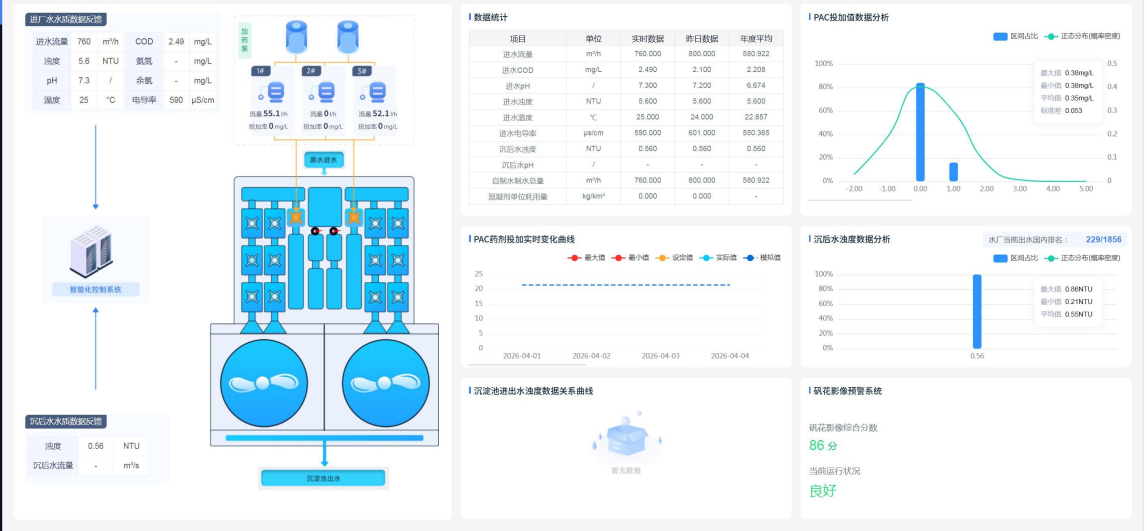 进厂水水质数据反馈
进水流量 760 m³/h COD 2.49 mg/L
浊度 5.6 NTU 氨氮 - mg/L
pH 7.3 / 余氯 - mg/L
温度 25 °C 电导率 590 μS/cm
加药泵
1# 2# 3#
流量 55.1 l/h 流量 0 l/h 流量 52.1 l/h
投加率 0 mg/L 投加率 0 mg/L 投加率 0 mg/L
原水进水
智能化控制系统
沉后水水质数据反馈
浊度 0.56 NTU
沉后水流量 - m³/s
沉淀池出水
数据统计
项目 单位 实时数据 昨日数据 年度平均
进水流量 m³/h 760.000 800.000 580.922
进水COD mg/L 2.490 2.100 2.208
进水pH / 7.300 7.200 6.674
进水浊度 NTU 5.600 5.600 5.600
进水温度 °C 25.000 24.000 22.857
进水电导率 μs/cm 590.000 601.000 550.365
沉后水浊度 NTU 0.560 0.560 0.560
沉后水pH / - - -
自制水制水总量 m³/h 760.000 800.000 580.922
混凝剂单位耗用量 kg/km³ 0.000 0.000 -
PAC药剂投加实时变化曲线
最大值 最小值 设定值 实际值 模拟值
25
20
15
10
5
0
2026-04-01 2026-04-02 2026-04-03 2026-04-04
沉淀池进出水浊度数据关系曲线
暂无数据
PAC投加值数据分析
区间占比 正态分布(概率密度)
100% 0.5
80% 0.4
60% 0.3
40% 0.2
20% 0.1
0% 0
-2.00 -1.00 0.00 1.00 2.00 3.00 4.00 5.00
最大值 0.38mg/L
最小值 0.38mg/L
平均值 0.35mg/L
标准差 0.053
沉后水浊度数据分析
水厂当前出水国内排名： 229/1856
区间占比 正态分布(概率密度)
100%
80%
60%
40%
20%
0%
0.56
最大值 0.86NTU
最小值 0.21NTU
平均值 0.55NTU
矾花影像预警系统
矾花影像综合分数
86 分
当前运行状况
良好